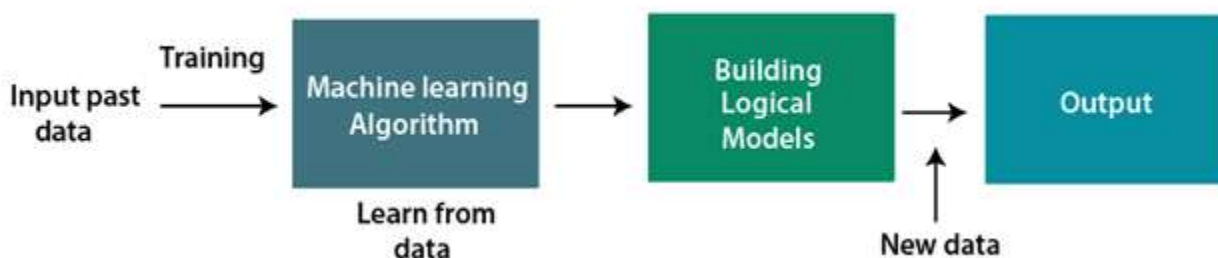 Input past
data
Training
Machine learning
Algorithm
Learn from
data
Building
Logical
Models
New data
Output